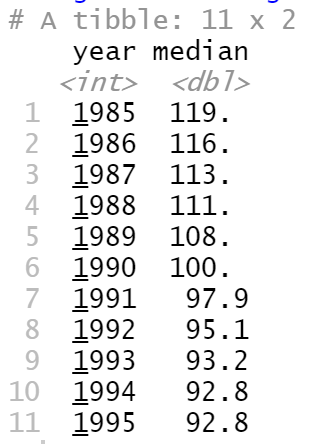 # A tibble: 11 x 2
year median
<int> <dbl>
1 1985 119.
2 1986 116.
3 1987 113.
4 1988 111.
5 1989 108.
6 1990 100.
7 1991 97.9
8 1992 95.1
9 1993 93.2
10 1994 92.8
11 1995 92.8